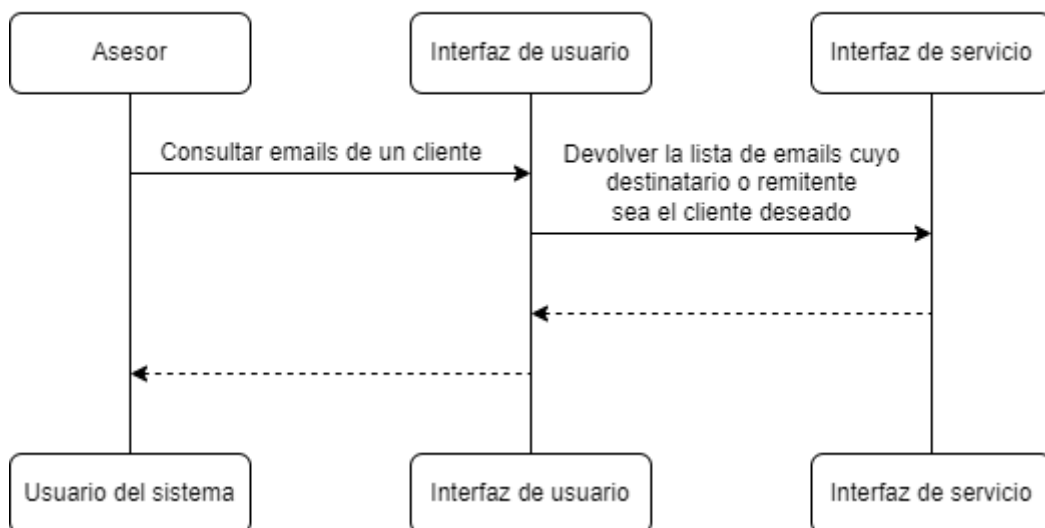 Asesor
Interfaz de usuario
Interfaz de servicio
Consultar emails de un cliente
Devolver la lista de emails cuyo
destinatario o remitente
sea el cliente deseado
Usuario del sistema
Interfaz de usuario
Interfaz de servicio